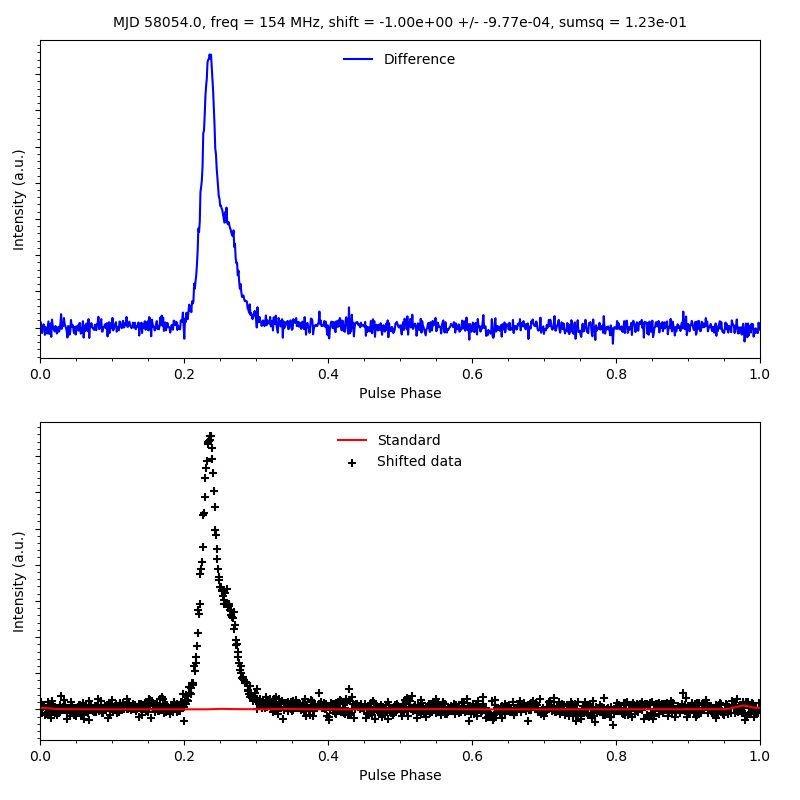 MJD 58054.0, freq = 154 MHz, shift = -1.00e+00 +/- -9.77e-04, sumsq = 1.23e-01
Difference
Intensity (a.u.)
0.0 0.2 0.4 0.6 0.8 1.0
Pulse Phase
Standard
Shifted data
Intensity (a.u.)
0.0 0.2 0.4 0.6 0.8 1.0
Pulse Phase